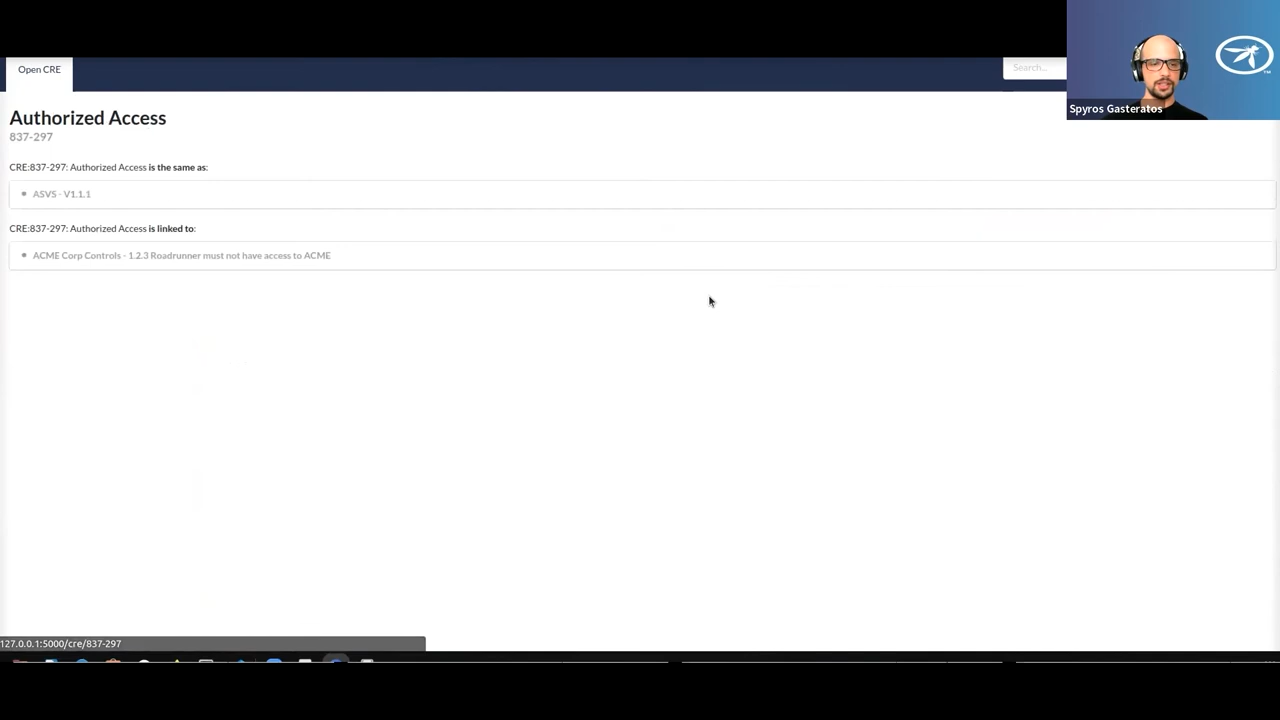 Open CRE
Search...
Spyros Gasteratos
Authorized Access
837-297
CRE:837-297: Authorized Access is the same as:
ASVS - V1.1.1
CRE:837-297: Authorized Access is linked to:
ACME Corp Controls - 1.2.3 Roadrunner must not have access to ACME
127.0.0.1:5000/cre/837-297